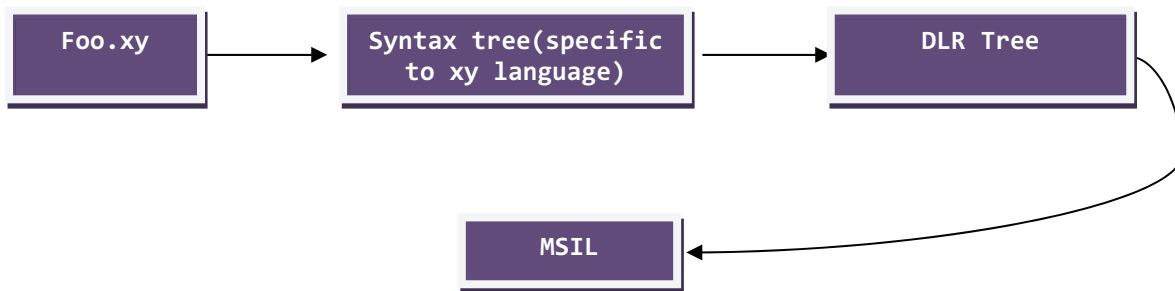 Foo.xy
Syntax tree(specific
to xy language)
DLR Tree
MSIL